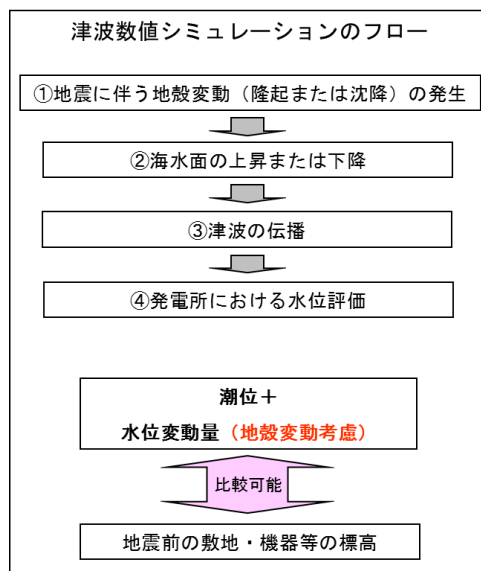 津波数値シミュレーションのフロー
①地震に伴う地殻変動（隆起または沈降）の発生
②海水面の上昇または下降
③津波の伝播
④発電所における水位評価
潮位＋
水位変動量（地殻変動考慮）
比較可能
地震前の敷地・機器等の標高